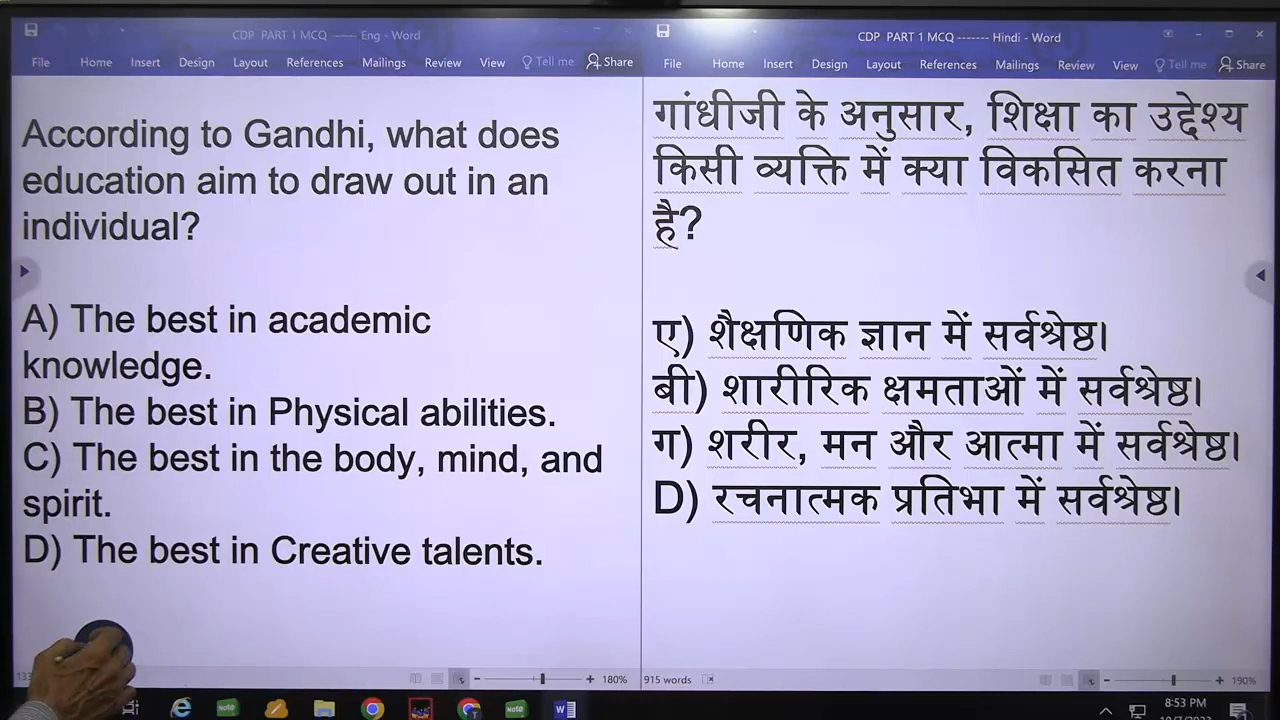 CDP PART 1 MCQ ------ Eng - Word
File Home Insert Design Layout References Mailings Review View Tell me Share
According to Gandhi, what does
education aim to draw out in an
individual?
A) The best in academic
knowledge.
B) The best in Physical abilities.
C) The best in the body, mind, and
spirit.
D) The best in Creative talents.
180%
CDP PART 1 MCQ ------- Hindi - Word
File Home Insert Design Layout References Mailings Review View Tell me Share
गांधीजी के अनुसार, शिक्षा का उद्देश्य
किसी व्यक्ति में क्या विकसित करना
है?
ए) शैक्षणिक ज्ञान में सर्वश्रेष्ठ।
बी) शारीरिक क्षमताओं में सर्वश्रेष्ठ।
ग) शरीर, मन और आत्मा में सर्वश्रेष्ठ।
D) रचनात्मक प्रतिभा में सर्वश्रेष्ठ।
915 words 190%
Note Note
8:53 PM